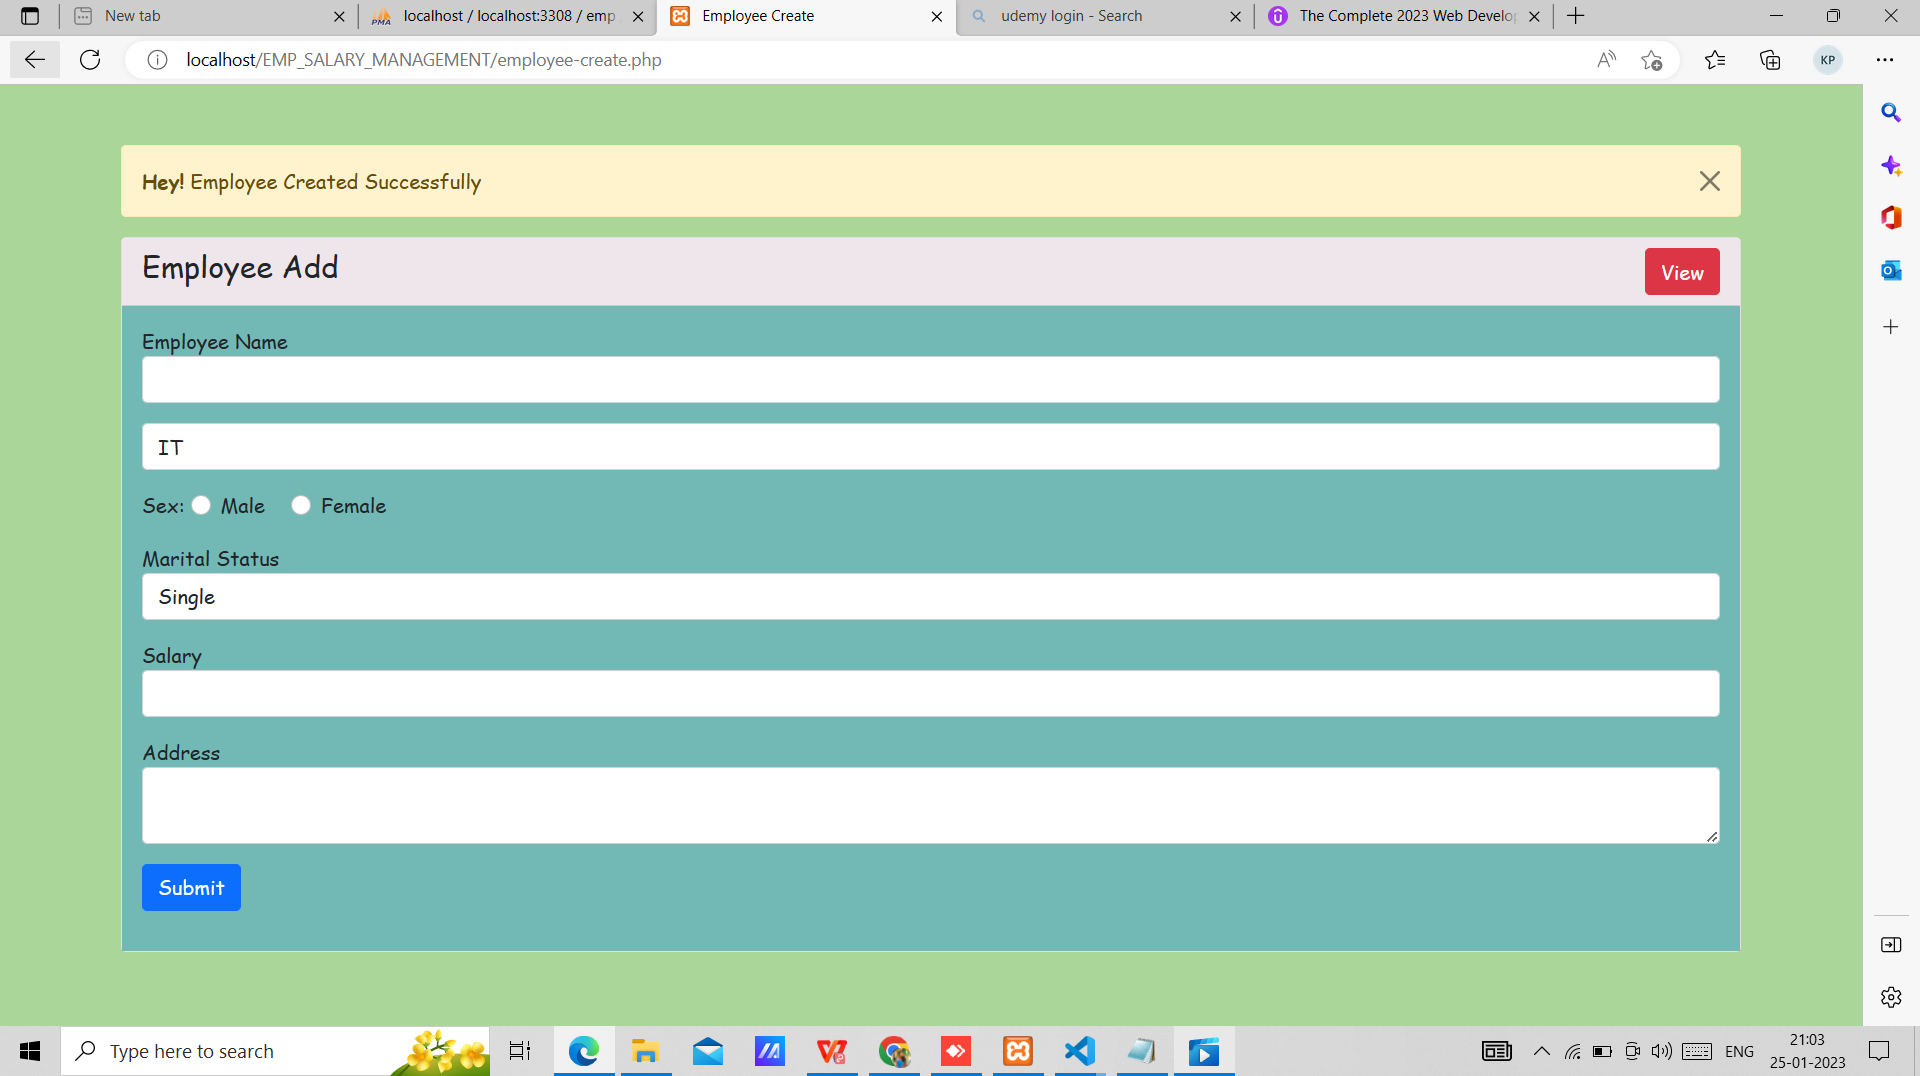 New tab
localhost / localhost:3308 / emp
Employee Create
udemy login - Search
The Complete 2023 Web Develo
localhost/EMP_SALARY_MANAGEMENT/employee-create.php
KP
Hey! Employee Created Successfully
Employee Add
View
Employee Name
IT
Sex: Male Female
Marital Status
Single
Salary
Address
Submit
Type here to search
ENG
21:03
25-01-2023